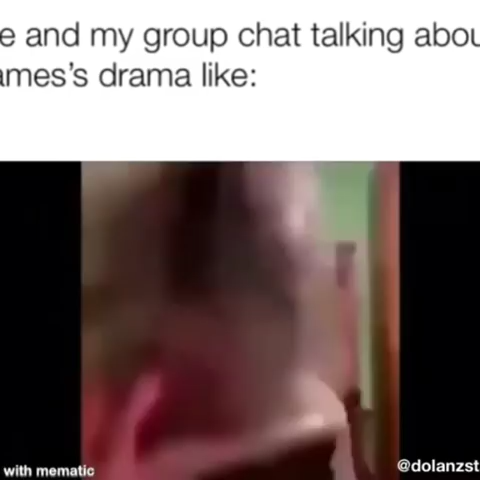 e and my group chat talking abou
ames's drama like:
with mematic
@dolanzst